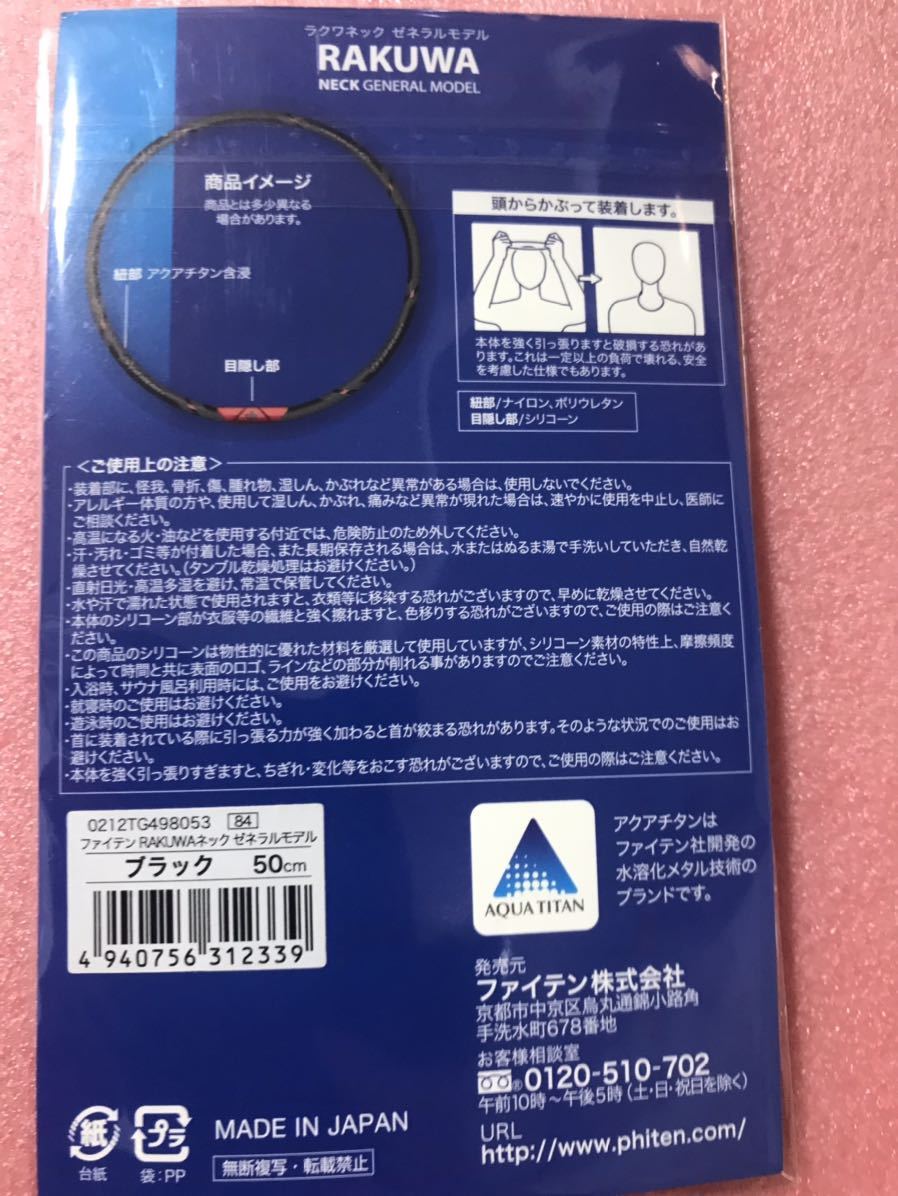 ラクワネック ゼネラルモデル
RAKUWA
NECK GENERAL MODEL
商品イメージ
商品とは多少異なる
場合があります。
紐部 アクアチタン含浸
目隠し部
頭からかぶって装着します。
本体を強く引っ張りますと破損する恐れがあ
ります。これは一定以上の負荷で壊れる、安全
を考慮した仕様でもあります。
紐部/ナイロン、ポリウレタン
目隠し部/シリコーン
<ご使用上の注意>
・装着部に、怪我、骨折、傷、腫れ物、湿しん、かぶれなど異常がある場合は、使用しないでください。
・アレルギー体質の方や、使用して湿しん、かぶれ、痛みなど異常が現れた場合は、速やかに使用を中止し、医師に
ご相談ください。
・高温になる火・油などを使用する付近では、危険防止のため外してください。
・汗・汚れ・ゴミ等が付着した場合、また長期保存される場合は、水またはぬるま湯で手洗いしていただき、自然乾
燥させてください。(タンブル乾燥処理はお避けください。)
・直射日光・高温多湿を避け、常温で保管してください。
・水や汗で濡れた状態で使用されますと、衣類等に移染する恐れがございますので、早めに乾燥させてください。
・本体のシリコーン部が衣服等の繊維と強く擦れますと、色移りする恐れがございますので、ご使用の際はご注意く
ださい。
・この商品のシリコーンは物性的に優れた材料を厳選して使用していますが、シリコーン素材の特性上、摩擦頻度
によって時間と共に表面のロゴ、ラインなどの部分が削れる事がありますのでご注意ください。
・入浴時、サウナ風呂利用時には、ご使用をお避けください。
・就寝時のご使用はお避けください。
・遊泳時のご使用はお避けください。
・首に装着されている際に引っ張る力が強く加わると首が絞まる恐れがあります。そのような状況でのご使用はお
避けください。
・本体を強く引っ張りすぎますと、ちぎれ・変化等をおこす恐れがございますので、ご使用の際はご注意ください。
0212TG498053 84
ファイテン RAKUWAネック ゼネラルモデル
ブラック 50cm
4 940756 312339
AQUA TITAN
アクアチタンは
ファイテン社開発の
水溶化メタル技術の
ブランドです。
発売元
ファイテン株式会社
京都市中京区烏丸通錦小路角
手洗水町678番地
お客様相談室
0120-510-702
午前10時～午後5時(土・日・祝日を除く)
URL
http://www.phiten.com/
紙
台紙
プラ
袋:PP
MADE IN JAPAN
無断複写・転載禁止